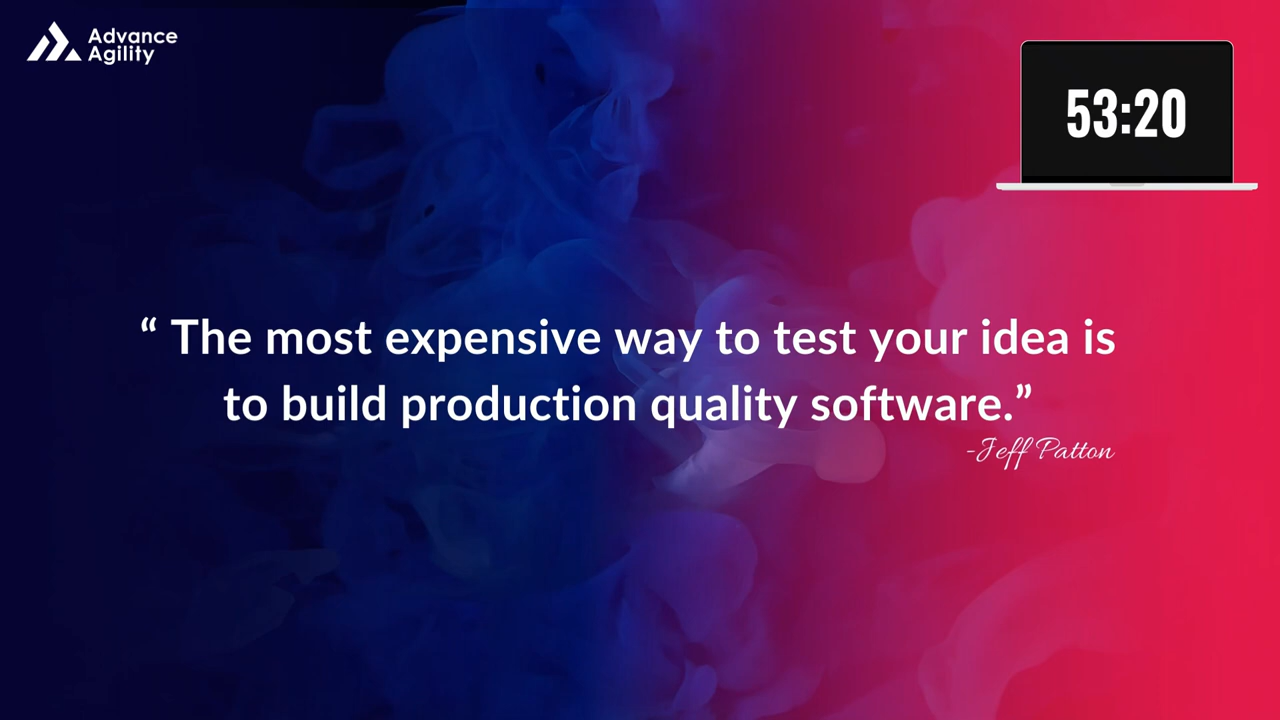 Advance
Agility
53:20
“ The most expensive way to test your idea is
to build production quality software.”
-Jeff Patton